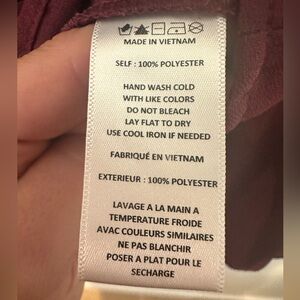 MADE IN VIETNAM
SELF : 100% POLYESTER
HAND WASH COLD
WITH LIKE COLORS
DO NOT BLEACH
LAY FLAT TO DRY
USE COOL IRON IF NEEDED
FABRIQUÉ EN VIETNAM
EXTERIEUR : 100% POLYESTER
LAVAGE A LA MAIN A
TEMPERATURE FROIDE
AVAC COULEURS SIMILAIRES
NE PAS BLANCHIR
POSER A PLAT POUR LE
SECHARGE